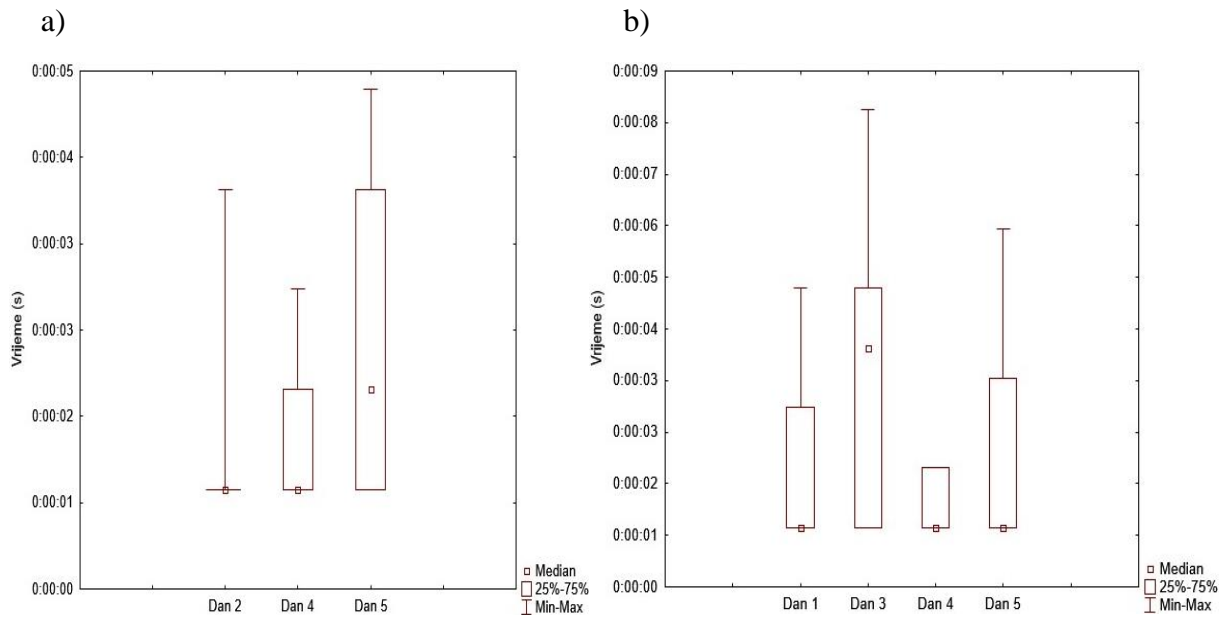 a)
0:00:05
0:00:04
0:00:03
0:00:03
0:00:02
0:00:01
0:00:00
Vrijeme (s)
Dan 2 Dan 4 Dan 5
Median
25%-75%
Min-Max
b)
0:00:09
0:00:08
0:00:07
0:00:06
0:00:05
0:00:04
0:00:03
0:00:03
0:00:02
0:00:01
0:00:00
Vrijeme (s)
Dan 1 Dan 3 Dan 4 Dan 5
Median
25%-75%
Min-Max